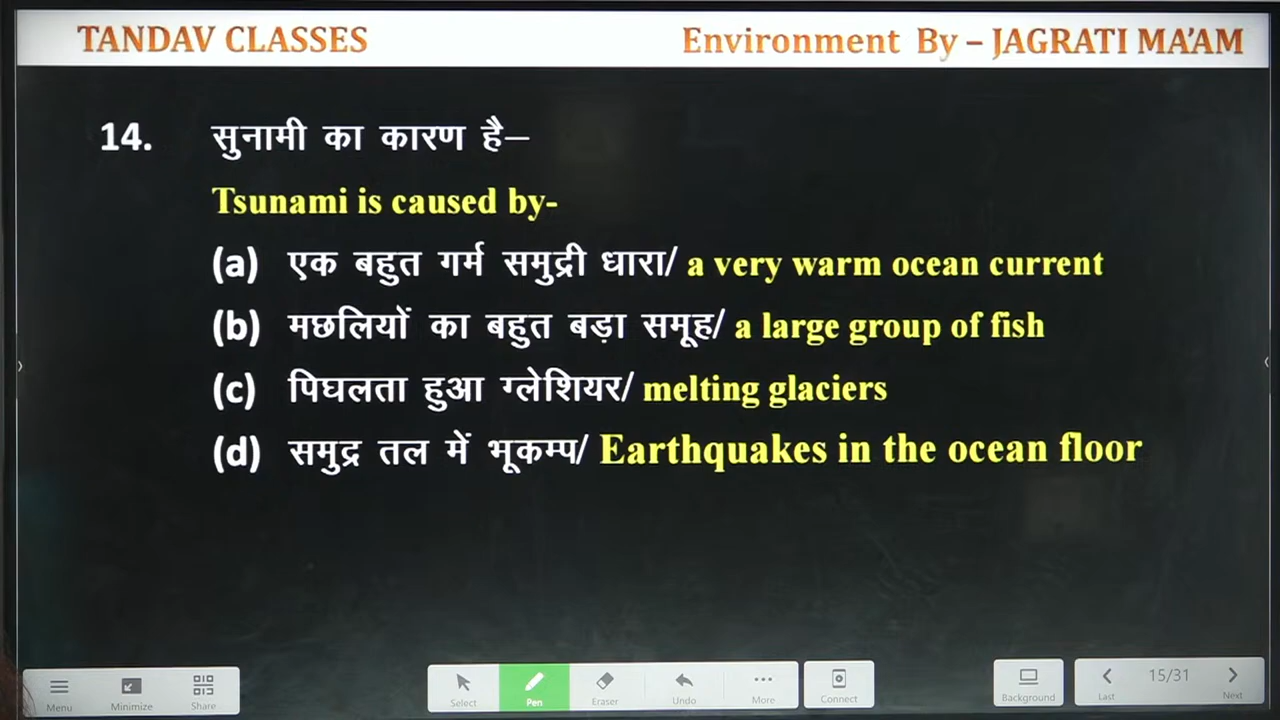 TANDAV CLASSES
Environment By – JAGRATI MA'AM
14. सुनामी का कारण है–
Tsunami is caused by-
(a) एक बहुत गर्म समुद्री धारा/ a very warm ocean current
(b) मछलियों का बहुत बड़ा समूह/ a large group of fish
(c) पिघलता हुआ ग्लेशियर/ melting glaciers
(d) समुद्र तल में भूकम्प/ Earthquakes in the ocean floor
Menu
Minimize
Share
Select
Pen
Eraser
Undo
More
Connect
Background
Last
15/31
Next